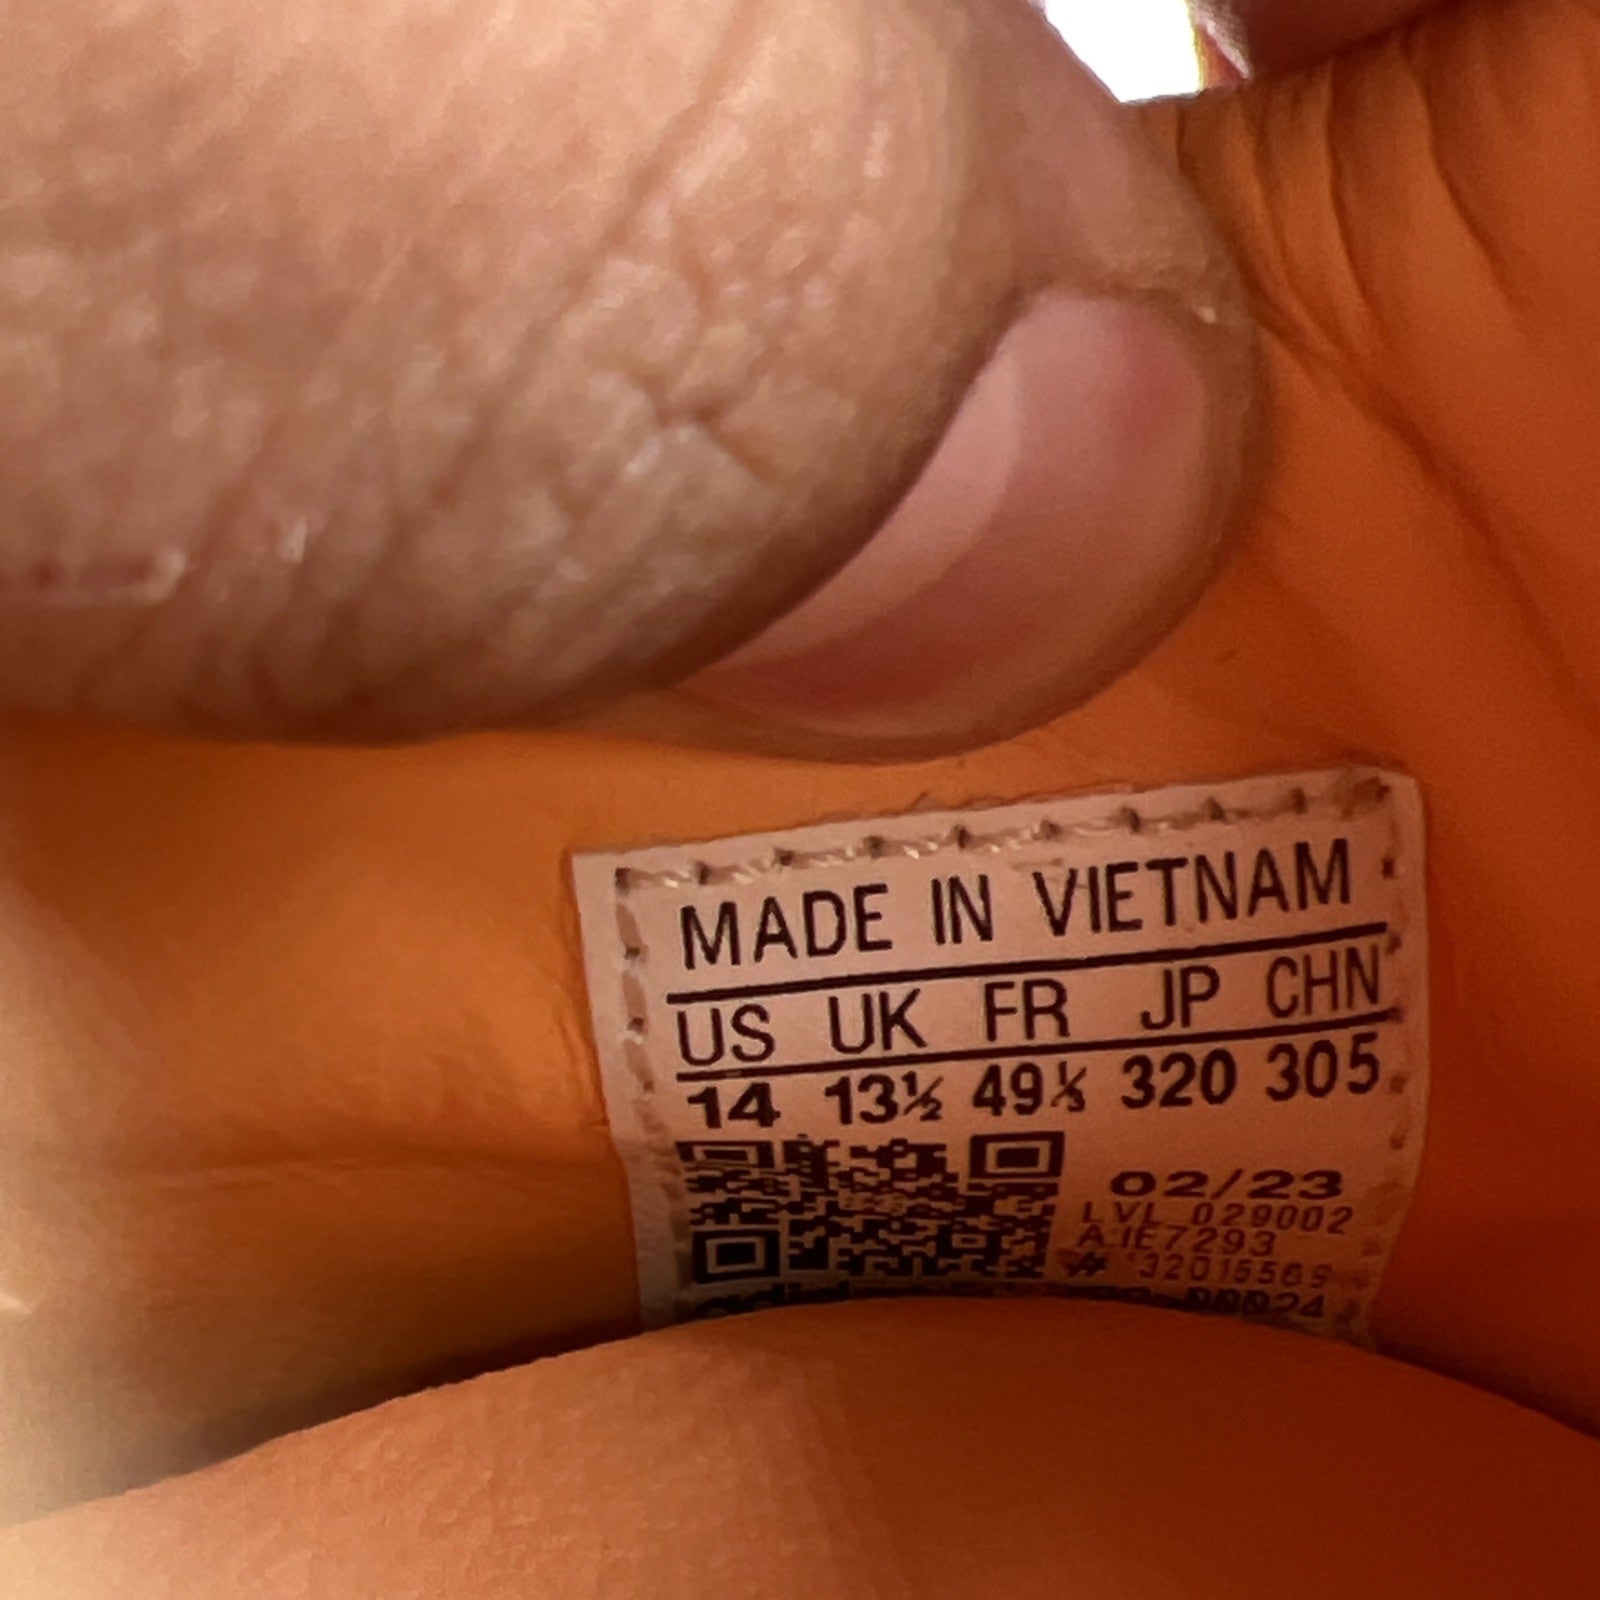 MADE IN VIETNAM
US UK FR JP CHN
14 13½ 49⅓ 320 305
02/23
LVL 029002
A:IE7293
# 320155